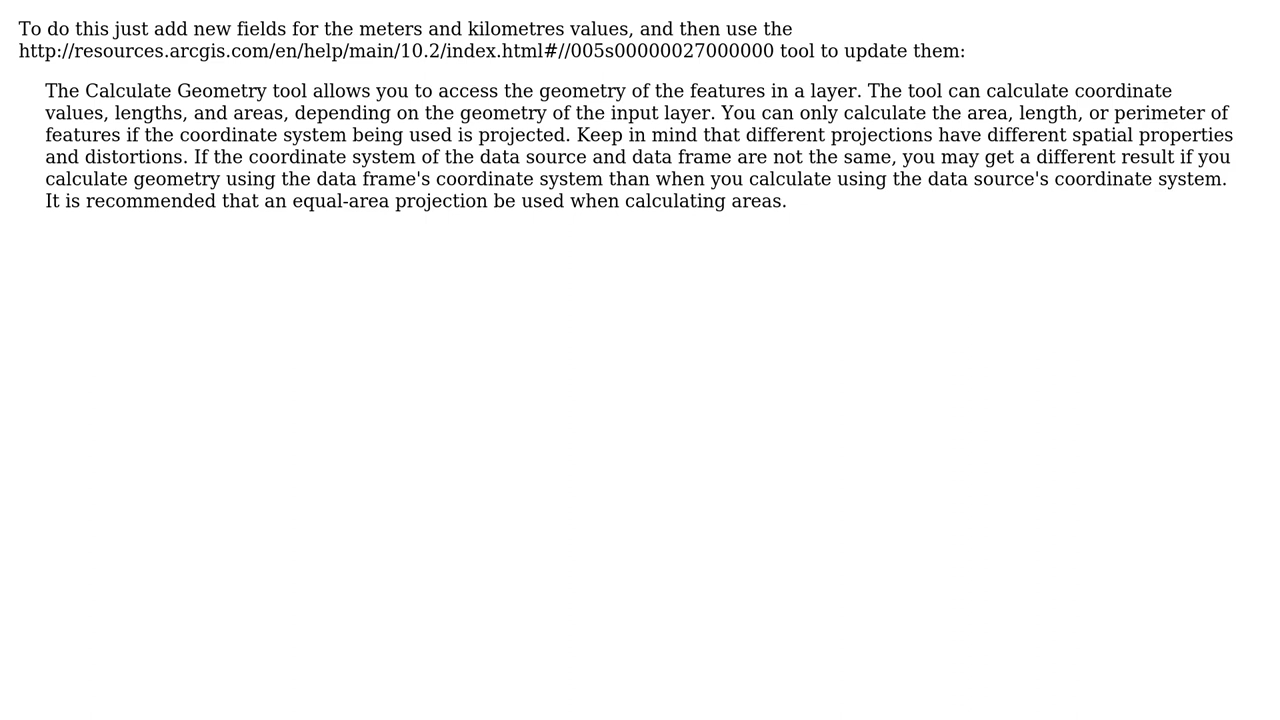 To do this just add new fields for the meters and kilometres values, and then use the
http://resources.arcgis.com/en/help/main/10.2/index.html#//005s00000027000000 tool to update them:
The Calculate Geometry tool allows you to access the geometry of the features in a layer. The tool can calculate coordinate
values, lengths, and areas, depending on the geometry of the input layer. You can only calculate the area, length, or perimeter of
features if the coordinate system being used is projected. Keep in mind that different projections have different spatial properties
and distortions. If the coordinate system of the data source and data frame are not the same, you may get a different result if you
calculate geometry using the data frame's coordinate system than when you calculate using the data source's coordinate system.
It is recommended that an equal-area projection be used when calculating areas.